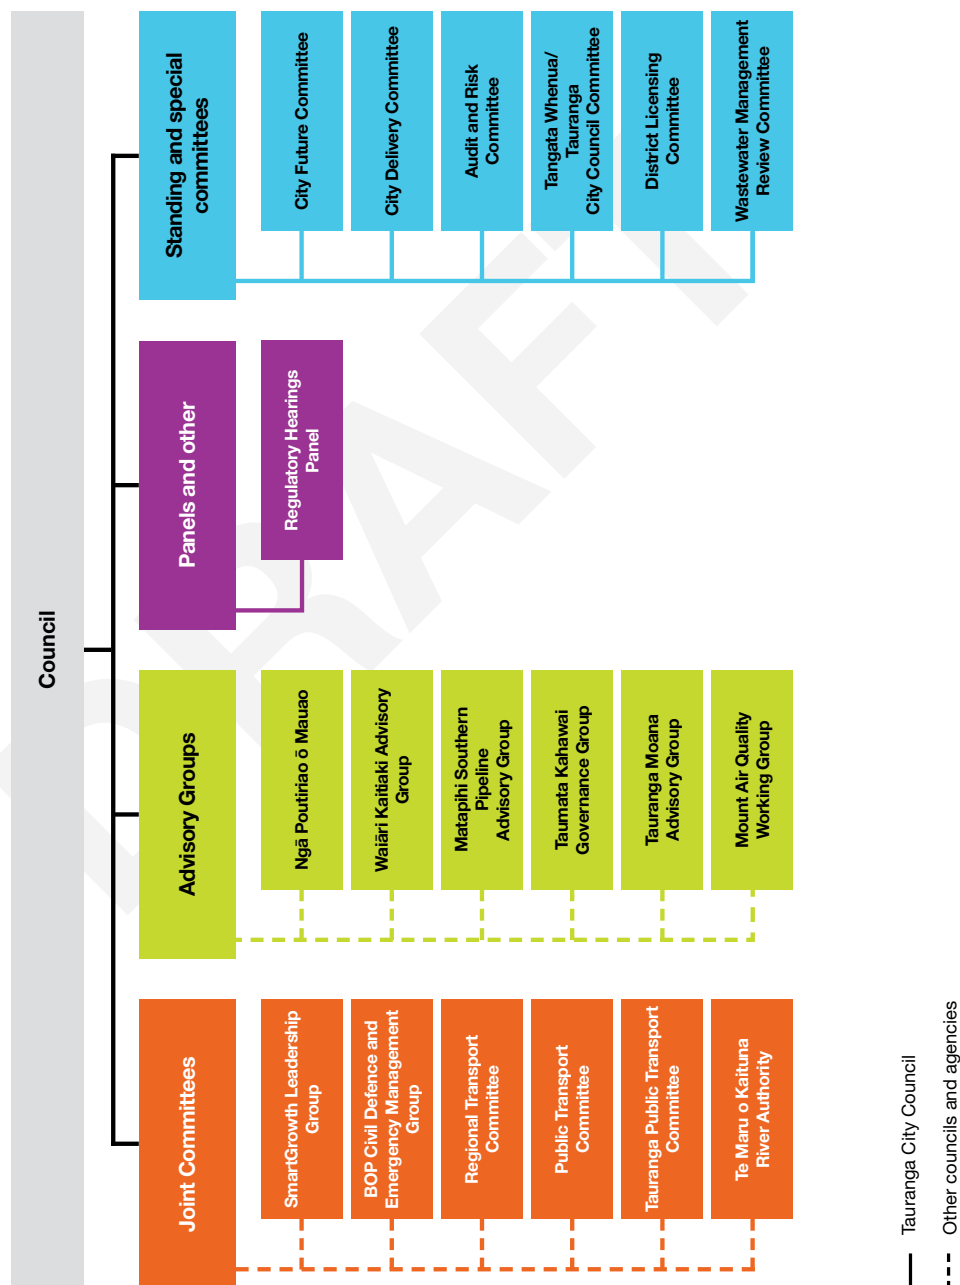 Council
Joint Committees
SmartGrowth Leadership
Group
BOP Civil Defence and
Emergency Management
Group
Regional Transport
Committee
Public Transport
Committee
Tauranga Public Transport
Committee
Te Maru o Kaituna
River Authority
Advisory Groups
Ngā Poutiriao ō Mauao
Waiāri Kaitiaki Advisory
Group
Matapihi Southern
Pipeline
Advisory Group
Taumata Kahawai
Governance Group
Tauranga Moana
Advisory Group
Mount Air Quality
Working Group
Panels and other
Regulatory Hearings
Panel
Standing and special
committees
City Future Committee
City Delivery Committee
Audit and Risk
Committee
Tangata Whenua/
Tauranga
City Council Committee
District Licensing
Committee
Wastewater Management
Review Committee
Tauranga City Council
Other councils and agencies
DRAFT